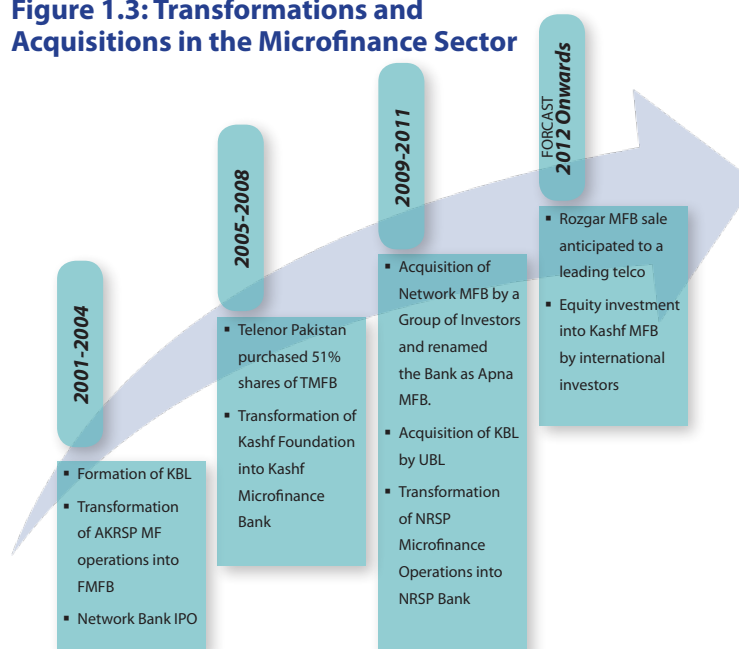 Figure 1.3: Transformations and
Acquisitions in the Microfinance Sector
2001-2004
▪ Formation of KBL
▪ Transformation
of AKRSP MF
operations into
FMFB
▪ Network Bank IPO
2005-2008
▪ Telenor Pakistan
purchased 51%
shares of TMFB
▪ Transformation of
Kashf Foundation
into Kashf
Microfinance
Bank
2009-2011
▪ Acquisition of
Network MFB by a
Group of Investors
and renamed
the Bank as Apna
MFB.
▪ Acquisition of KBL
by UBL
▪ Transformation
of NRSP
Microfinance
Operations into
NRSP Bank
FORCAST
2012 Onwards
▪ Rozgar MFB sale
anticipated to a
leading telco
▪ Equity investment
into Kashf MFB
by international
investors